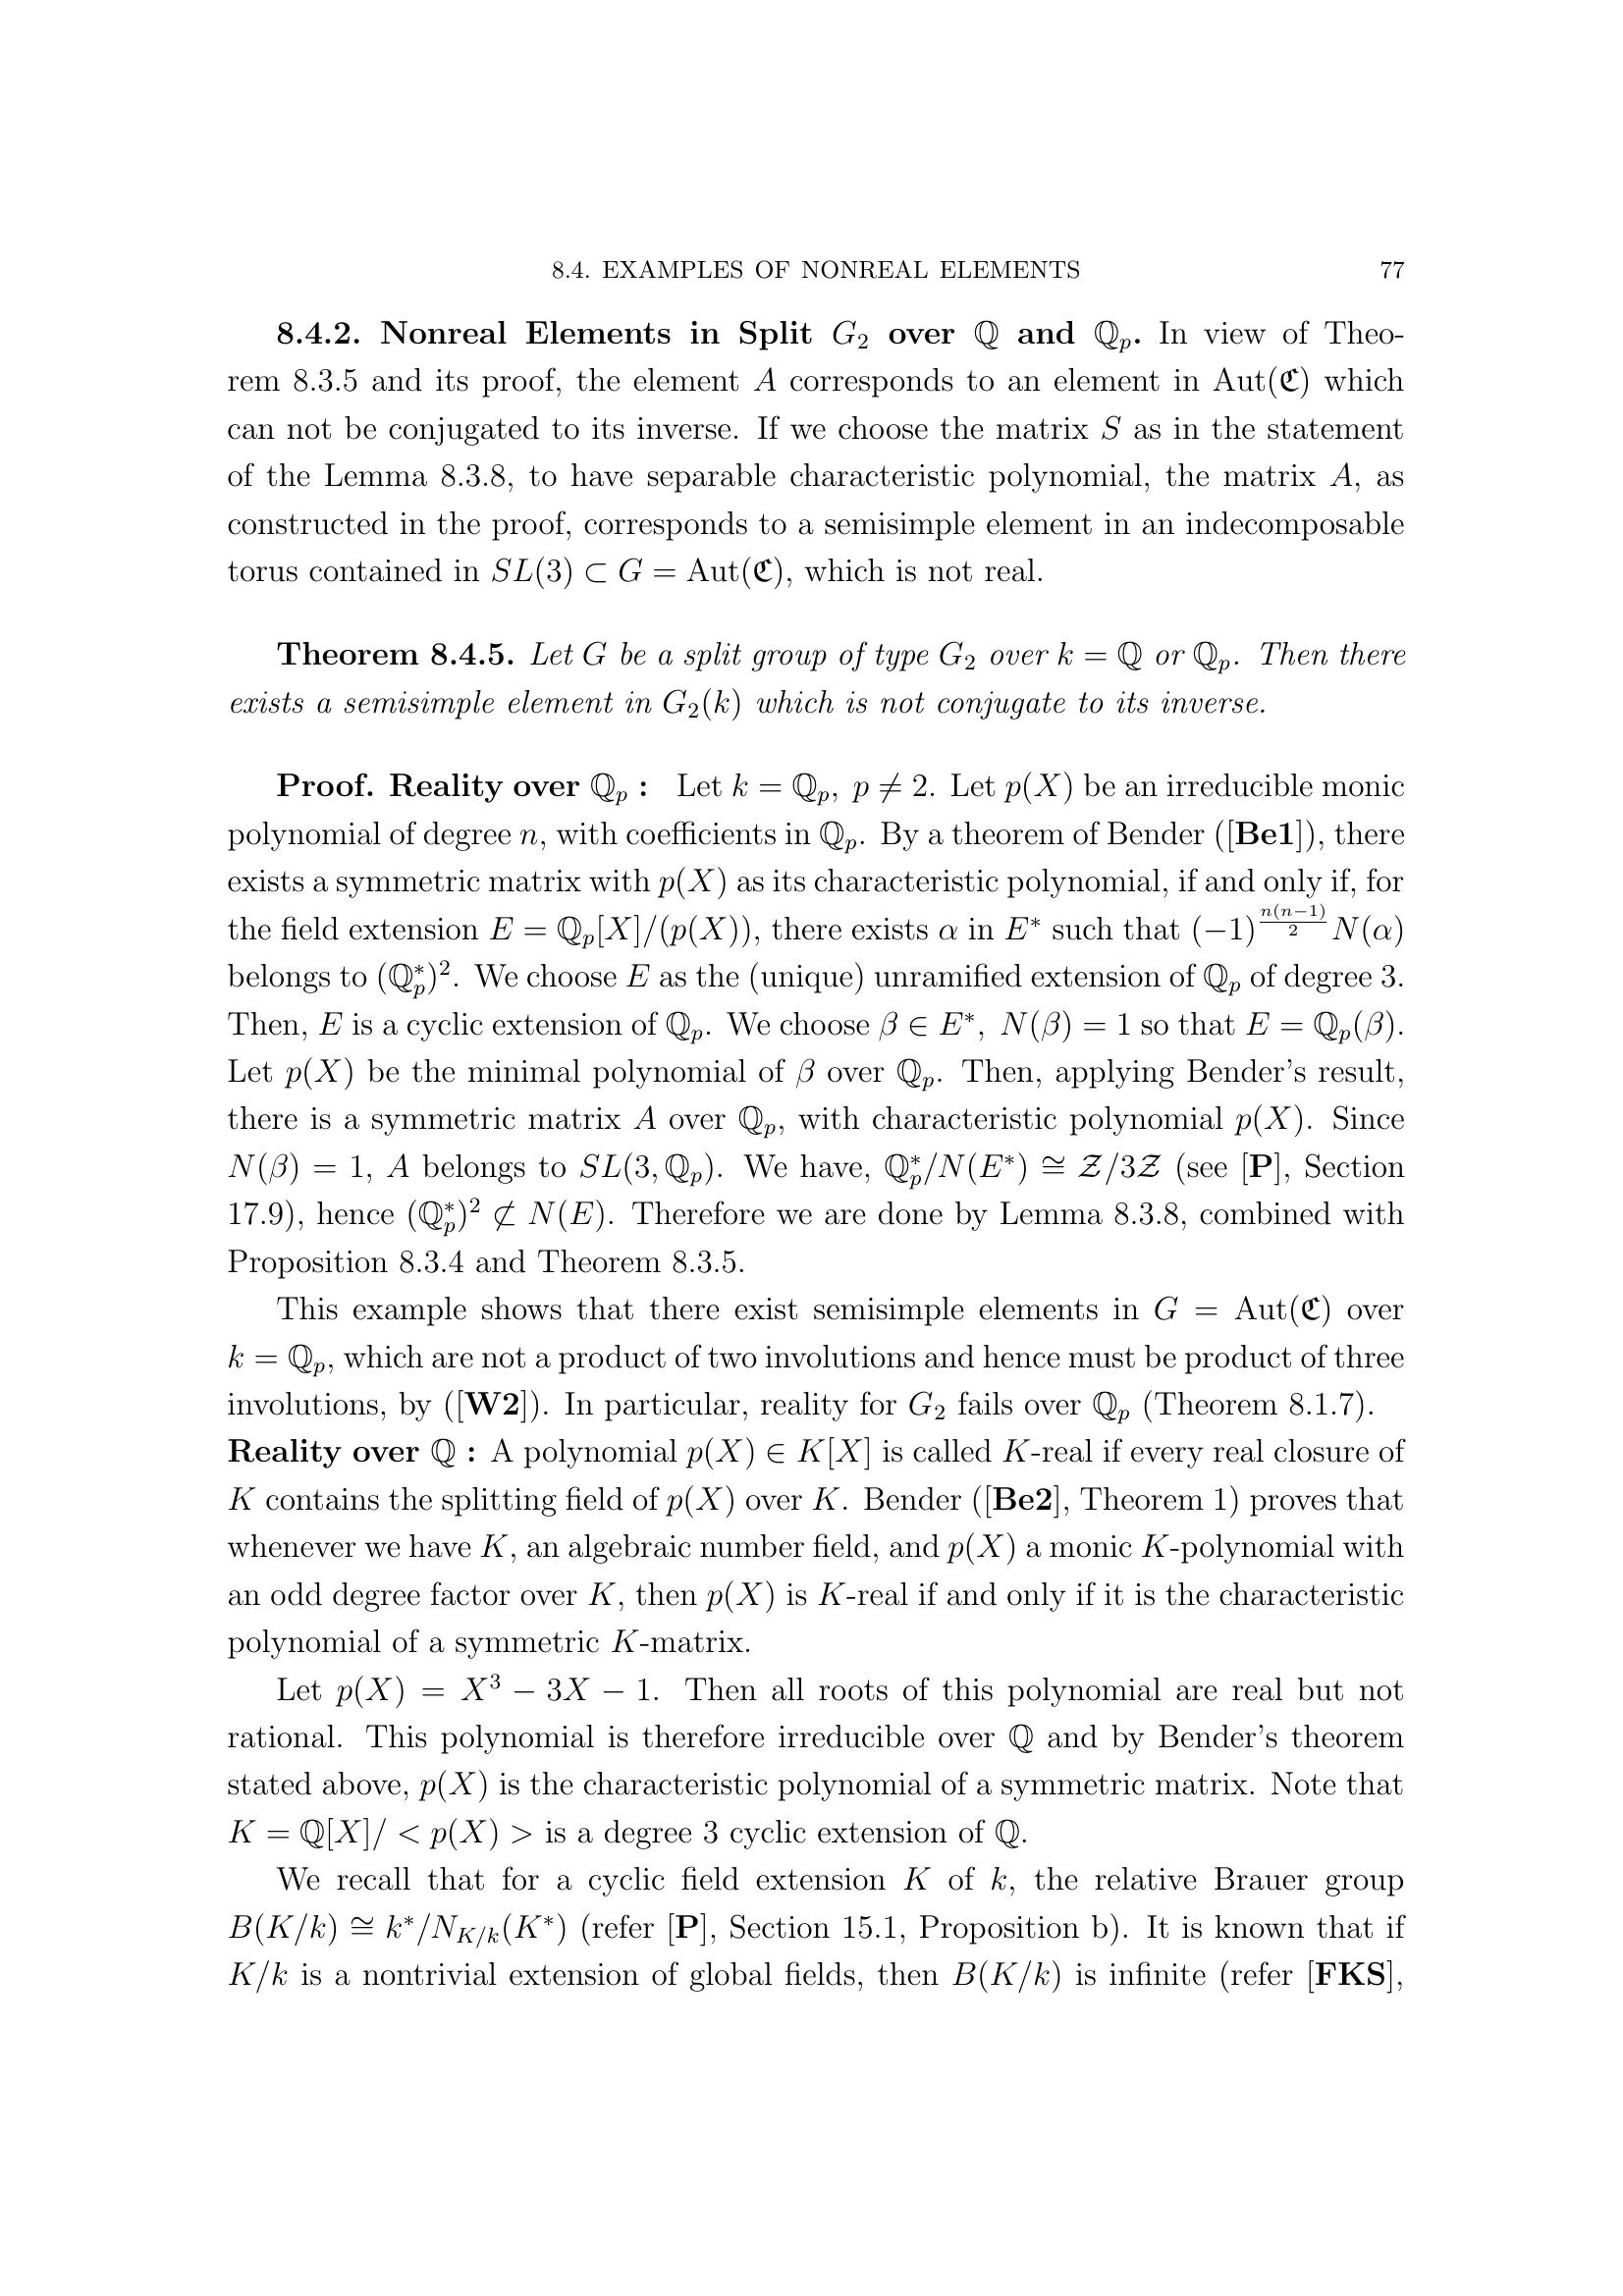 8.4. EXAMPLES OF NONREAL ELEMENTS 77
8.4.2. Nonreal Elements in Split $G_2$ over $\mathbb{Q}$ and $\mathbb{Q}_p$. In view of Theo-
rem 8.3.5 and its proof, the element $A$ corresponds to an element in Aut($\mathfrak{C}$) which
can not be conjugated to its inverse. If we choose the matrix $S$ as in the statement
of the Lemma 8.3.8, to have separable characteristic polynomial, the matrix $A$, as
constructed in the proof, corresponds to a semisimple element in an indecomposable
torus contained in $SL(3) \subset G = \mathrm{Aut}(\mathfrak{C})$, which is not real.
Theorem 8.4.5. Let $G$ be a split group of type $G_2$ over $k = \mathbb{Q}$ or $\mathbb{Q}_p$. Then there
exists a semisimple element in $G_2(k)$ which is not conjugate to its inverse.
Proof. Reality over $\mathbb{Q}_p$ : Let $k = \mathbb{Q}_p$, $p \neq 2$. Let $p(X)$ be an irreducible monic
polynomial of degree $n$, with coefficients in $\mathbb{Q}_p$. By a theorem of Bender ([Be1]), there
exists a symmetric matrix with $p(X)$ as its characteristic polynomial, if and only if, for
the field extension $E = \mathbb{Q}_p[X]/(p(X))$, there exists $\alpha$ in $E^*$ such that $(-1)^{\frac{n(n-1)}{2}} N(\alpha)$
belongs to $(\mathbb{Q}_p^*)^2$. We choose $E$ as the (unique) unramified extension of $\mathbb{Q}_p$ of degree 3.
Then, $E$ is a cyclic extension of $\mathbb{Q}_p$. We choose $\beta \in E^*$, $N(\beta) = 1$ so that $E = \mathbb{Q}_p(\beta)$.
Let $p(X)$ be the minimal polynomial of $\beta$ over $\mathbb{Q}_p$. Then, applying Bender's result,
there is a symmetric matrix $A$ over $\mathbb{Q}_p$, with characteristic polynomial $p(X)$. Since
$N(\beta) = 1$, $A$ belongs to $SL(3, \mathbb{Q}_p)$. We have, $\mathbb{Q}_p^*/N(E^*) \cong \mathcal{Z}/3\mathcal{Z}$ (see [P], Section
17.9), hence $(\mathbb{Q}_p^*)^2 \not\subset N(E)$. Therefore we are done by Lemma 8.3.8, combined with
Proposition 8.3.4 and Theorem 8.3.5.
This example shows that there exist semisimple elements in $G = \mathrm{Aut}(\mathfrak{C})$ over
$k = \mathbb{Q}_p$, which are not a product of two involutions and hence must be product of three
involutions, by ([W2]). In particular, reality for $G_2$ fails over $\mathbb{Q}_p$ (Theorem 8.1.7).
Reality over $\mathbb{Q}$ : A polynomial $p(X) \in K[X]$ is called $K$-real if every real closure of
$K$ contains the splitting field of $p(X)$ over $K$. Bender ([Be2], Theorem 1) proves that
whenever we have $K$, an algebraic number field, and $p(X)$ a monic $K$-polynomial with
an odd degree factor over $K$, then $p(X)$ is $K$-real if and only if it is the characteristic
polynomial of a symmetric $K$-matrix.
Let $p(X) = X^3 - 3X - 1$. Then all roots of this polynomial are real but not
rational. This polynomial is therefore irreducible over $\mathbb{Q}$ and by Bender's theorem
stated above, $p(X)$ is the characteristic polynomial of a symmetric matrix. Note that
$K = \mathbb{Q}[X]/ < p(X) >$ is a degree 3 cyclic extension of $\mathbb{Q}$.
We recall that for a cyclic field extension $K$ of $k$, the relative Brauer group
$B(K/k) \cong k^*/N_{K/k}(K^*)$ (refer [P], Section 15.1, Proposition b). It is known that if
$K/k$ is a nontrivial extension of global fields, then $B(K/k)$ is infinite (refer [FKS],